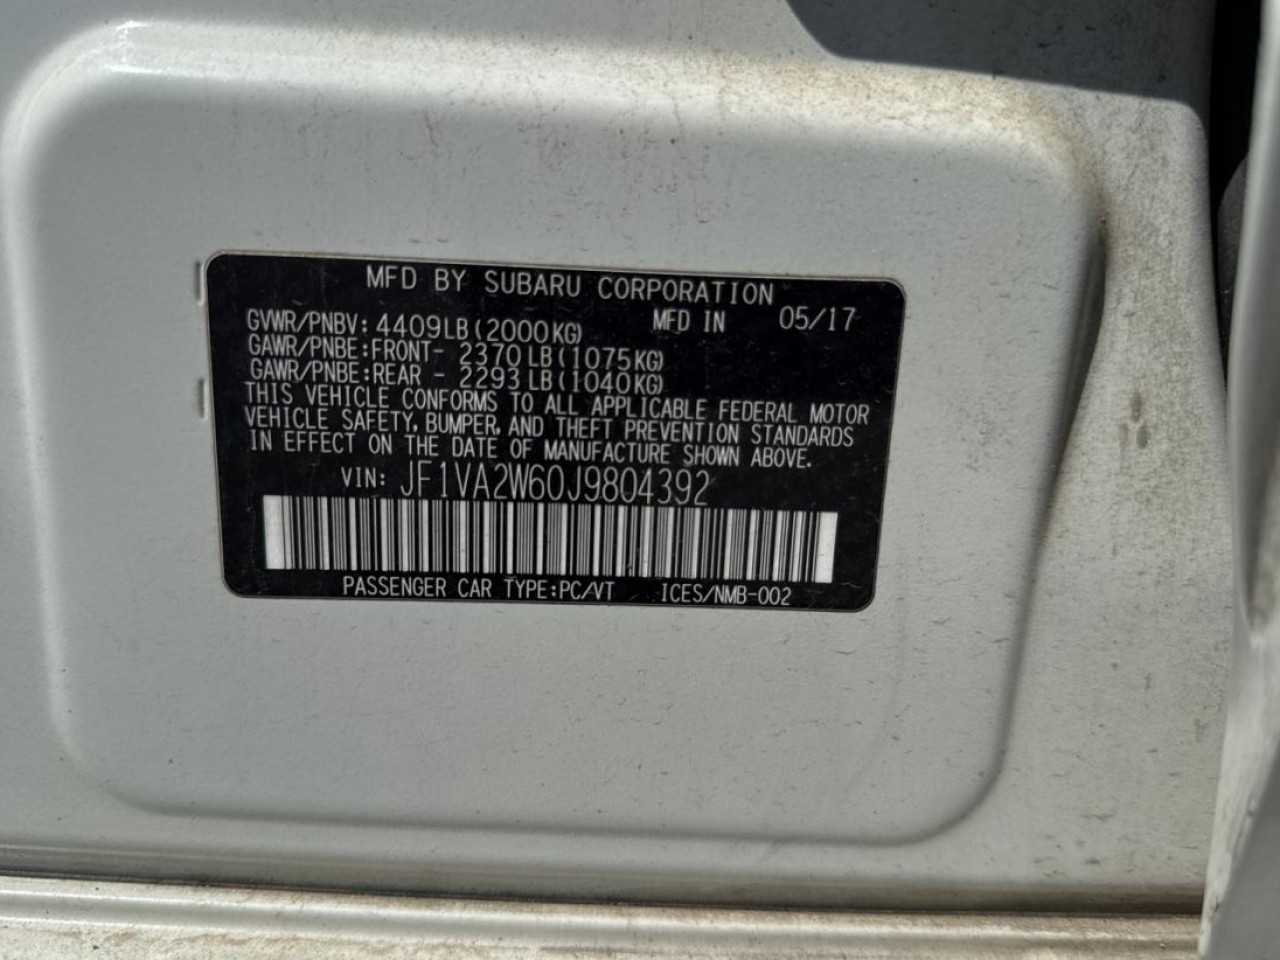 MFD BY SUBARU CORPORATION
GVWR/PNBV: 4409LB(2000KG) MFD IN 05/17
GAWR/PNBE:FRONT- 2370LB(1075KG)
GAWR/PNBE:REAR - 2293LB(1040KG)
THIS VEHICLE CONFORMS TO ALL APPLICABLE FEDERAL MOTOR
VEHICLE SAFETY, BUMPER, AND THEFT PREVENTION STANDARDS
IN EFFECT ON THE DATE OF MANUFACTURE SHOWN ABOVE.
VIN: JF1VA2W60J9804392
PASSENGER CAR TYPE:PC/VT ICES/NMB-002